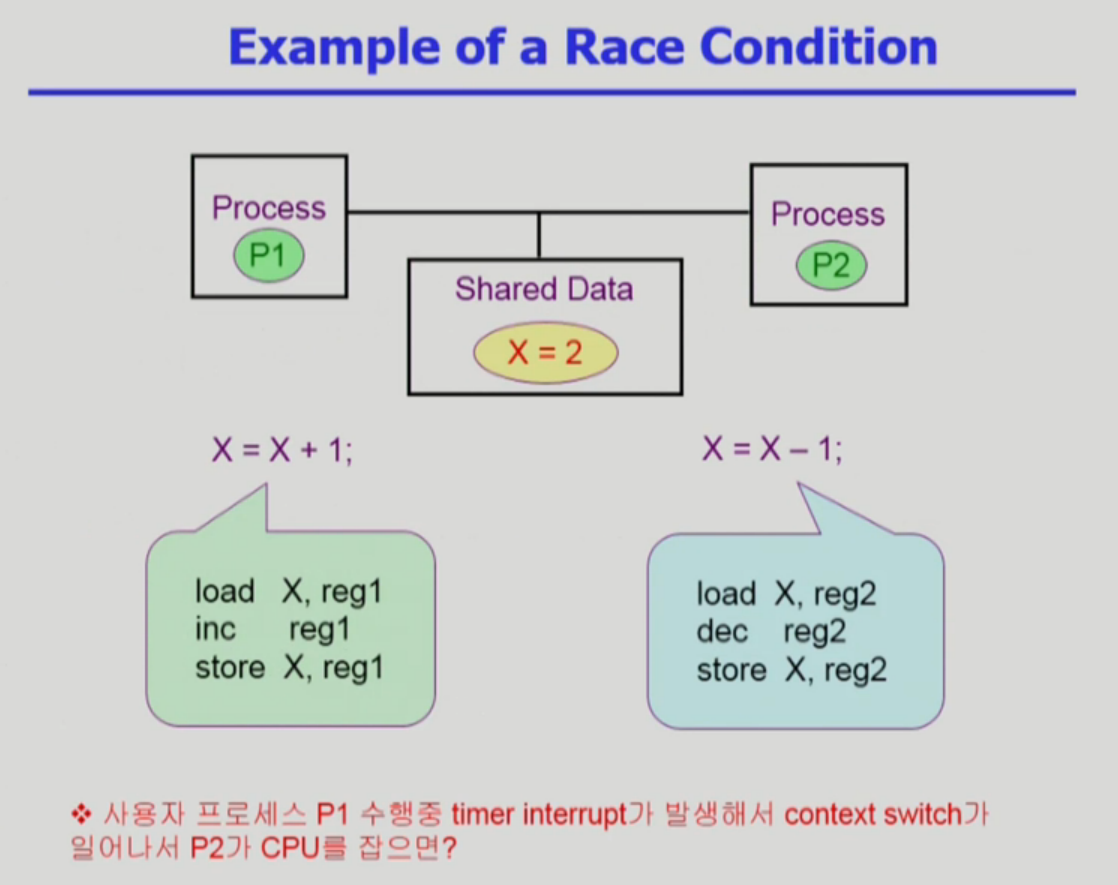 Example of a Race Condition
Process
P1
Process
P2
Shared Data
X = 2
X = X + 1;
X = X – 1;
load X, reg1
inc reg1
store X, reg1
load X, reg2
dec reg2
store X, reg2
❖ 사용자 프로세스 P1 수행중 timer interrupt가 발생해서 context switch가
일어나서 P2가 CPU를 잡으면?